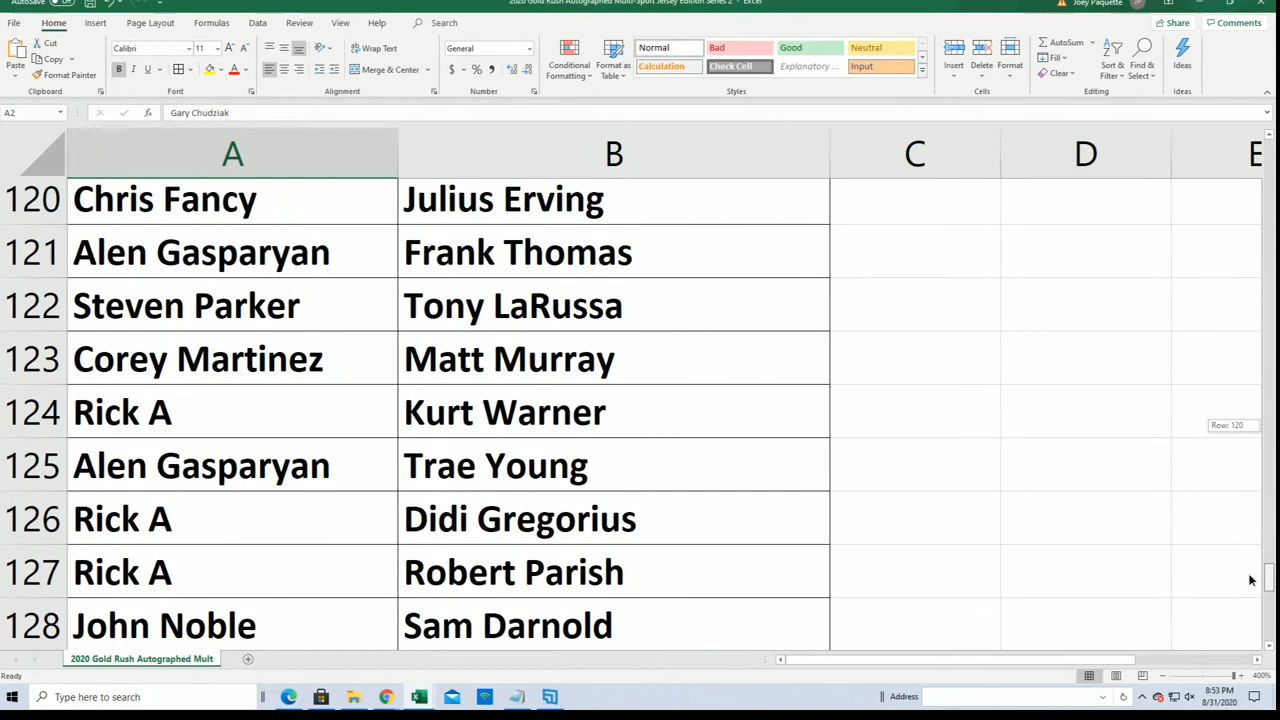 AutoSave Off 2020 Gold Rush Autographed Multi-Sport Jersey Edition Series 2 - Excel Joey Paquette JP
File Home Insert Page Layout Formulas Data Review View Help Search Share Comments
Paste Cut Copy Format Painter Clipboard
Calibri 11 B I U Font
Wrap Text Merge & Center Alignment
General $ % Number
Conditional Formatting Format as Table
Normal Bad Good Neutral
Calculation Check Cell Explanatory ... Input
Styles
Insert Delete Format Cells
AutoSum Fill Clear Sort & Filter Find & Select Editing
Ideas Ideas
A2 fx Gary Chudziak
A B C D E
120 Chris Fancy Julius Erving
121 Alen Gasparyan Frank Thomas
122 Steven Parker Tony LaRussa
123 Corey Martinez Matt Murray
124 Rick A Kurt Warner
Row: 120
125 Alen Gasparyan Trae Young
126 Rick A Didi Gregorius
127 Rick A Robert Parish
128 John Noble Sam Darnold
2020 Gold Rush Autographed Mult
Ready 400%
Type here to search Address 8:53 PM
8/31/2020